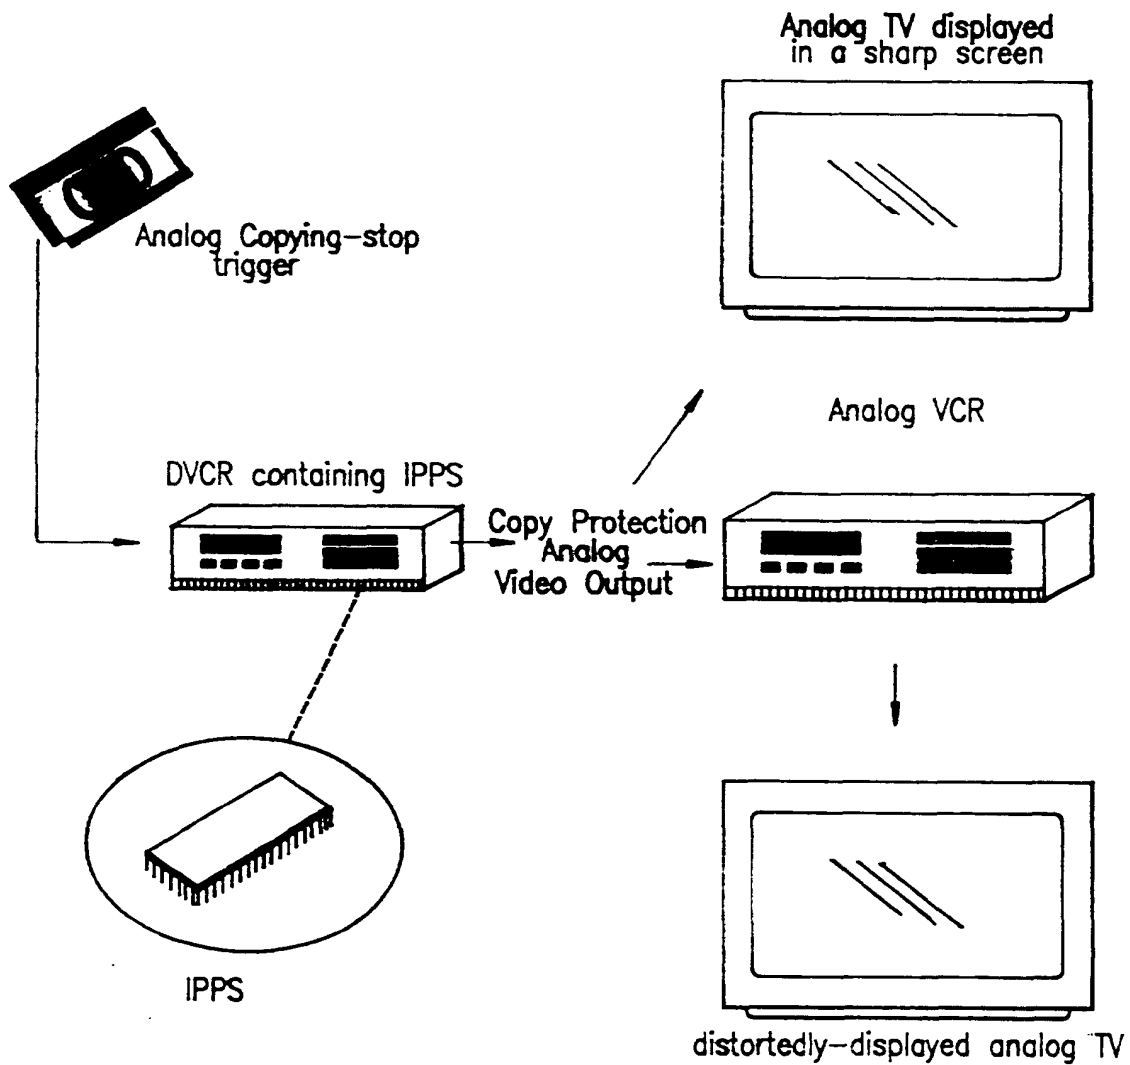 Analog TV displayed
in a sharp screen
Analog Copying-stop
trigger
Analog VCR
DVCR containing IPPS
Copy Protection
Analog
Video Output
IPPS
distortedly-displayed analog TV